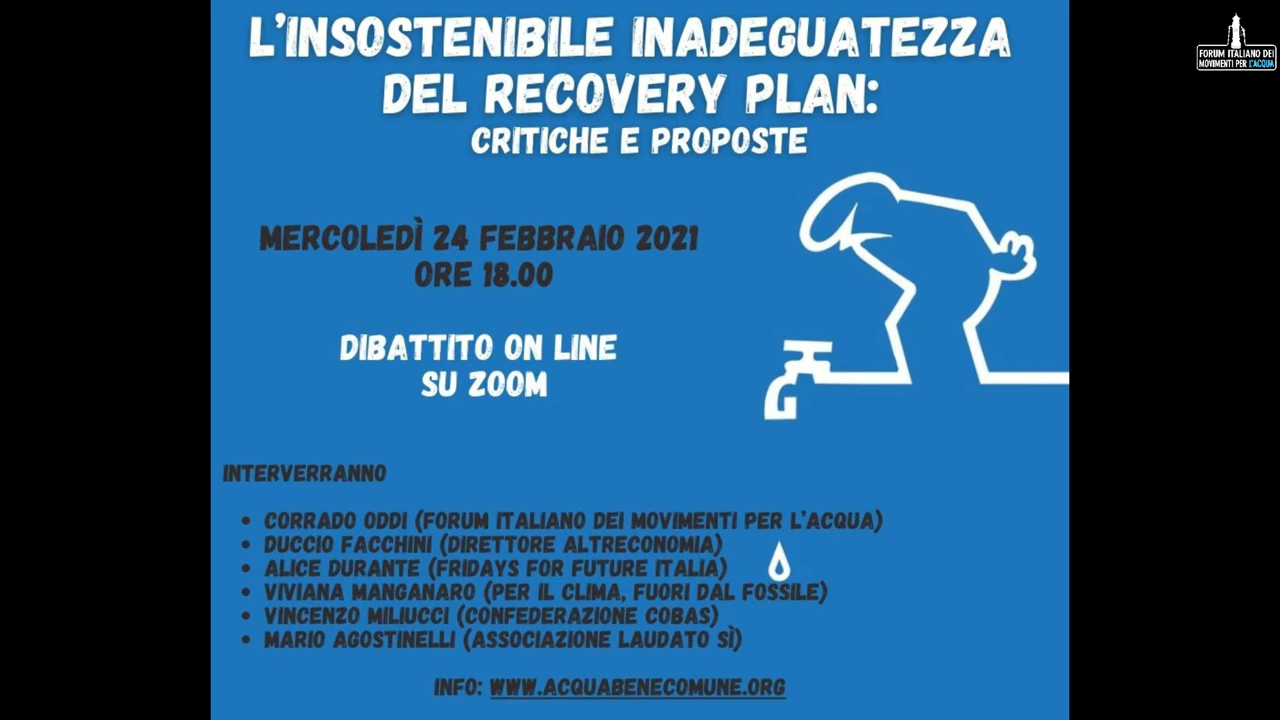 L'INSOSTENIBILE INADEGUATEZZA
DEL RECOVERY PLAN:
CRITICHE E PROPOSTE
FORUM ITALIANO DEI
MOVIMENTI PER L'ACQUA
MERCOLEDÌ 24 FEBBRAIO 2021
ORE 18.00
DIBATTITO ON LINE
SU ZOOM
INTERVERRANNO
• CORRADO ODDI (FORUM ITALIANO DEI MOVIMENTI PER L'ACQUA)
• DUCCIO FACCHINI (DIRETTORE ALTRECONOMIA)
• ALICE DURANTE (FRIDAYS FOR FUTURE ITALIA)
• VIVIANA MANGANARO (PER IL CLIMA, FUORI DAL FOSSILE)
• VINCENZO MILIUCCI (CONFEDERAZIONE COBAS)
• MARIO AGOSTINELLI (ASSOCIAZIONE LAUDATO SÌ)
INFO: WWW.ACQUABENECOMUNE.ORG